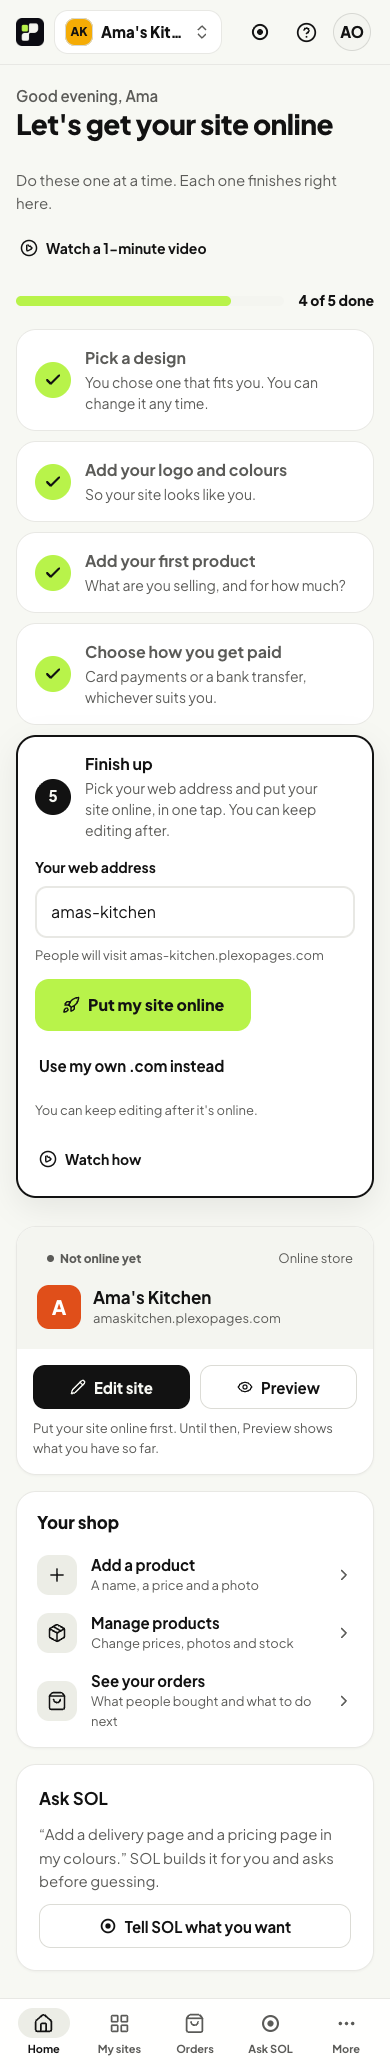 AK Ama's Kit... AO
Good evening, Ama
Let's get your site online
Do these one at a time. Each one finishes right
here.
Watch a 1-minute video
4 of 5 done
Pick a design
You chose one that fits you. You can
change it any time.
Add your logo and colours
So your site looks like you.
Add your first product
What are you selling, and for how much?
Choose how you get paid
Card payments or a bank transfer,
whichever suits you.
5
Finish up
Pick your web address and put your
site online, in one tap. You can keep
editing after.
Your web address
amas-kitchen
People will visit amas-kitchen.plexopages.com
Put my site online
Use my own .com instead
You can keep editing after it's online.
Watch how
Not online yet Online store
A
Ama's Kitchen
amaskitchen.plexopages.com
Edit site Preview
Put your site online first. Until then, Preview shows
what you have so far.
Your shop
Add a product
A name, a price and a photo
Manage products
Change prices, photos and stock
See your orders
What people bought and what to do
next
Ask SOL
“Add a delivery page and a pricing page in
my colours.” SOL builds it for you and asks
before guessing.
Tell SOL what you want
Home My sites Orders Ask SOL More